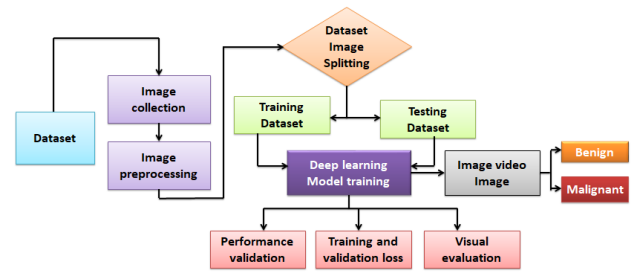 Dataset
Image
collection
Image
preprocessing
Dataset
Image
Splitting
Training
Dataset
Testing
Dataset
Deep learning
Model training
Image video
Image
Benign
Malignant
Performance
validation
Training and
validation loss
Visual
evaluation